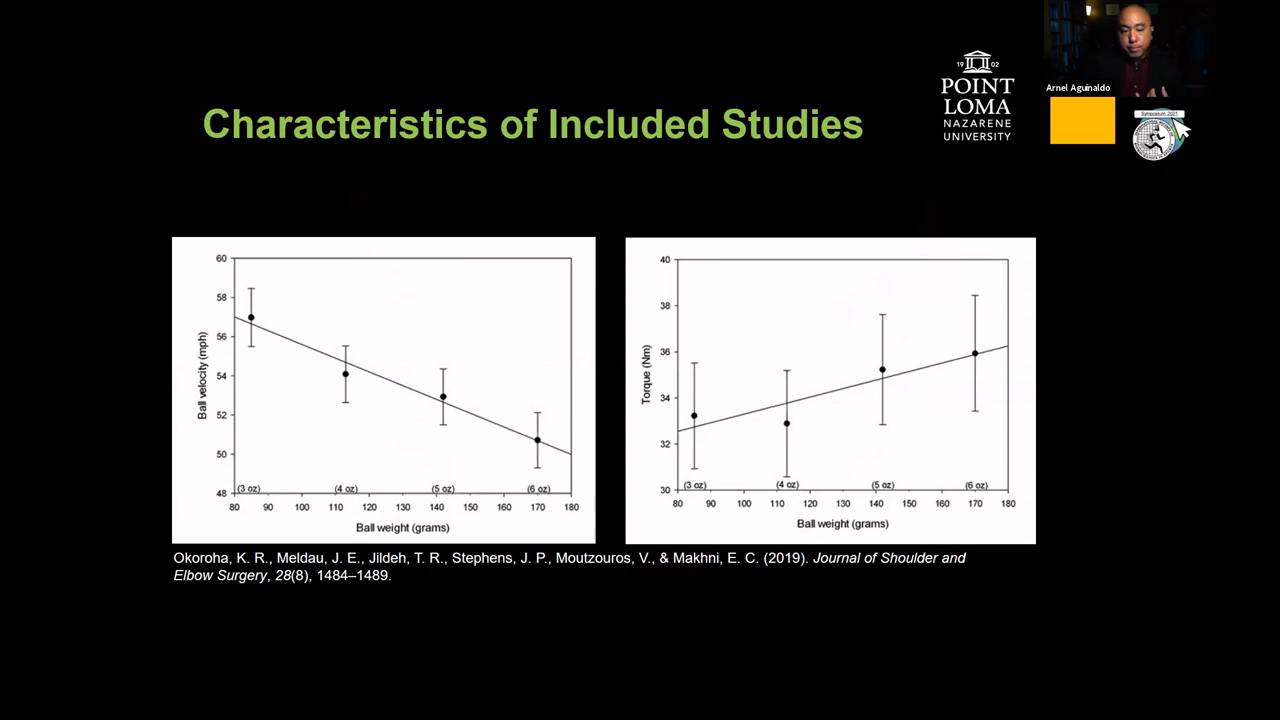 Arnel Aguinaldo
19 02
POINT
LOMA
NAZARENE
UNIVERSITY
Symposium 2021
Characteristics of Included Studies
60
58
56
54
52
50
48
Ball velocity (mph)
(3 oz) (4 oz) (5 oz) (6 oz)
80 90 100 110 120 130 140 150 160 170 180
Ball weight (grams)
40
38
36
34
32
30
Torque (Nm)
(3 oz) (4 oz) (5 oz) (6 oz)
80 90 100 110 120 130 140 150 160 170 180
Ball weight (grams)
Okoroha, K. R., Meldau, J. E., Jildeh, T. R., Stephens, J. P., Moutzouros, V., & Makhni, E. C. (2019). Journal of Shoulder and
Elbow Surgery, 28(8), 1484–1489.